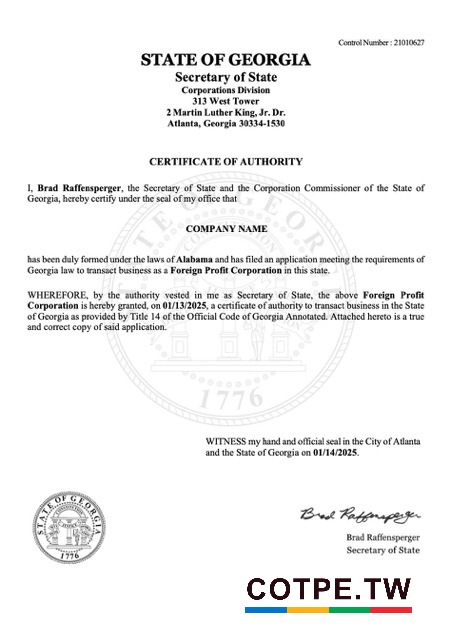 Control Number : 21010627
STATE OF GEORGIA
Secretary of State
Corporations Division
313 West Tower
2 Martin Luther King, Jr. Dr.
Atlanta, Georgia 30334-1530
CERTIFICATE OF AUTHORITY
I, Brad Raffensperger, the Secretary of State and the Corporation Commissioner of the State of
Georgia, hereby certify under the seal of my office that
COMPANY NAME
has been duly formed under the laws of Alabama and has filed an application meeting the requirements of
Georgia law to transact business as a Foreign Profit Corporation in this state.
WHEREFORE, by the authority vested in me as Secretary of State, the above Foreign Profit
Corporation is hereby granted, on 01/13/2025, a certificate of authority to transact business in the State
of Georgia as provided by Title 14 of the Official Code of Georgia Annotated. Attached hereto is a true
and correct copy of said application.
STATE OF GEORGIA
1776
WITNESS my hand and official seal in the City of Atlanta
and the State of Georgia on 01/14/2025.
STATE OF GEORGIA
1776
Brad Raffensperger
Brad Raffensperger
Secretary of State
COTPE.TW